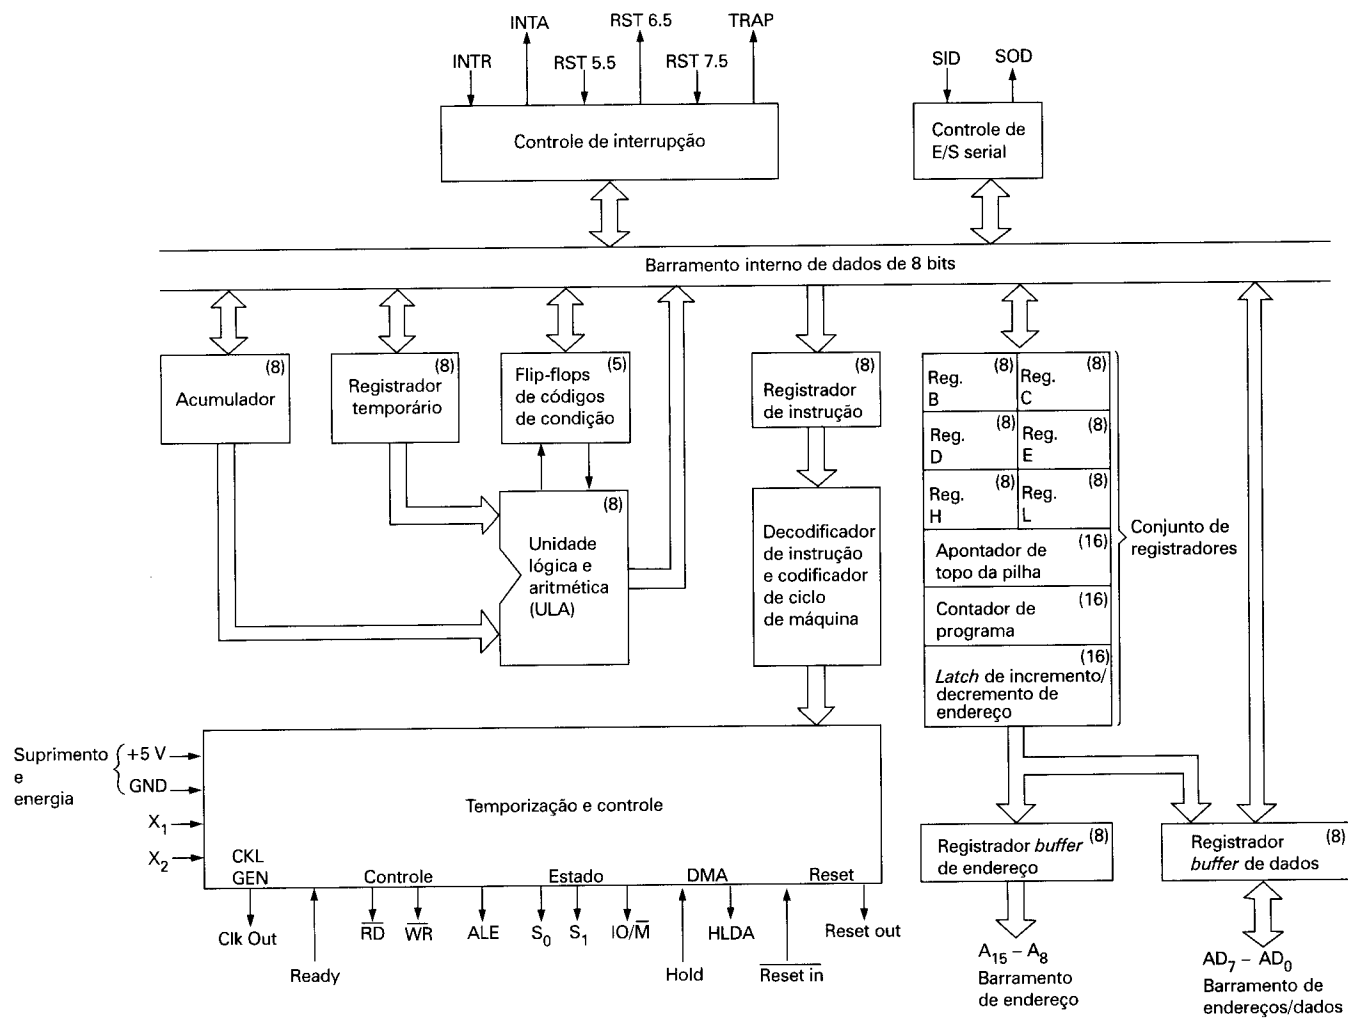 INTA
RST 6.5
TRAP
INTR
RST 5.5
RST 7.5
SID
SOD
Controle de interrupção
Controle de
E/S serial
Barramento interno de dados de 8 bits
(8)
Acumulador
(8)
Registrador
temporário
(5)
Flip-flops
de códigos
de condição
(8)
Registrador
de instrução
(8)
Reg.
B
(8)
Reg.
C
(8)
Reg.
D
(8)
Reg.
E
(8)
Reg.
H
(8)
Reg.
L
(16)
Apontador de
topo da pilha
(16)
Contador de
programa
(16)
Latch de incremento/
decremento de
endereço
Conjunto de
registradores
(8)
Unidade
lógica e
aritmética
(ULA)
Decodificador
de instrução
e codificador
de ciclo
de máquina
Suprimento
e
energia
+5 V
GND
X1
X2
Temporização e controle
CKL
GEN
Controle
Estado
DMA
Reset
Clk Out
Ready
RD
WR
ALE
S0
S1
IO/M
Hold
HLDA
Reset in
Reset out
(8)
Registrador buffer
de endereço
(8)
Registrador
buffer de dados
A15 – A8
Barramento
de endereço
AD7 – AD0
Barramento de
endereços/dados